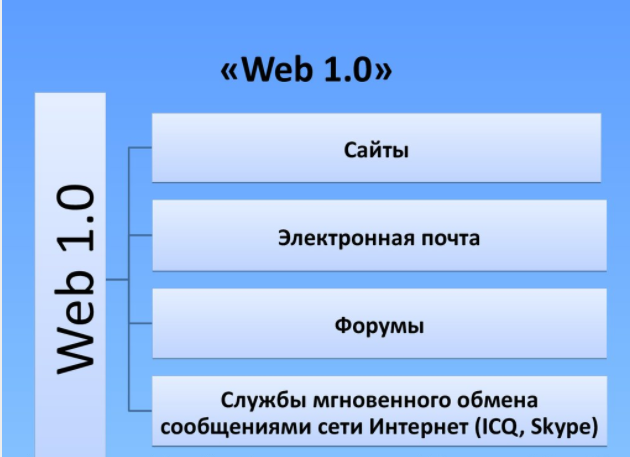 «Web 1.0»
Web 1.0
Сайты
Электронная почта
Форумы
Службы мгновенного обмена
сообщениями сети Интернет (ICQ, Skype)